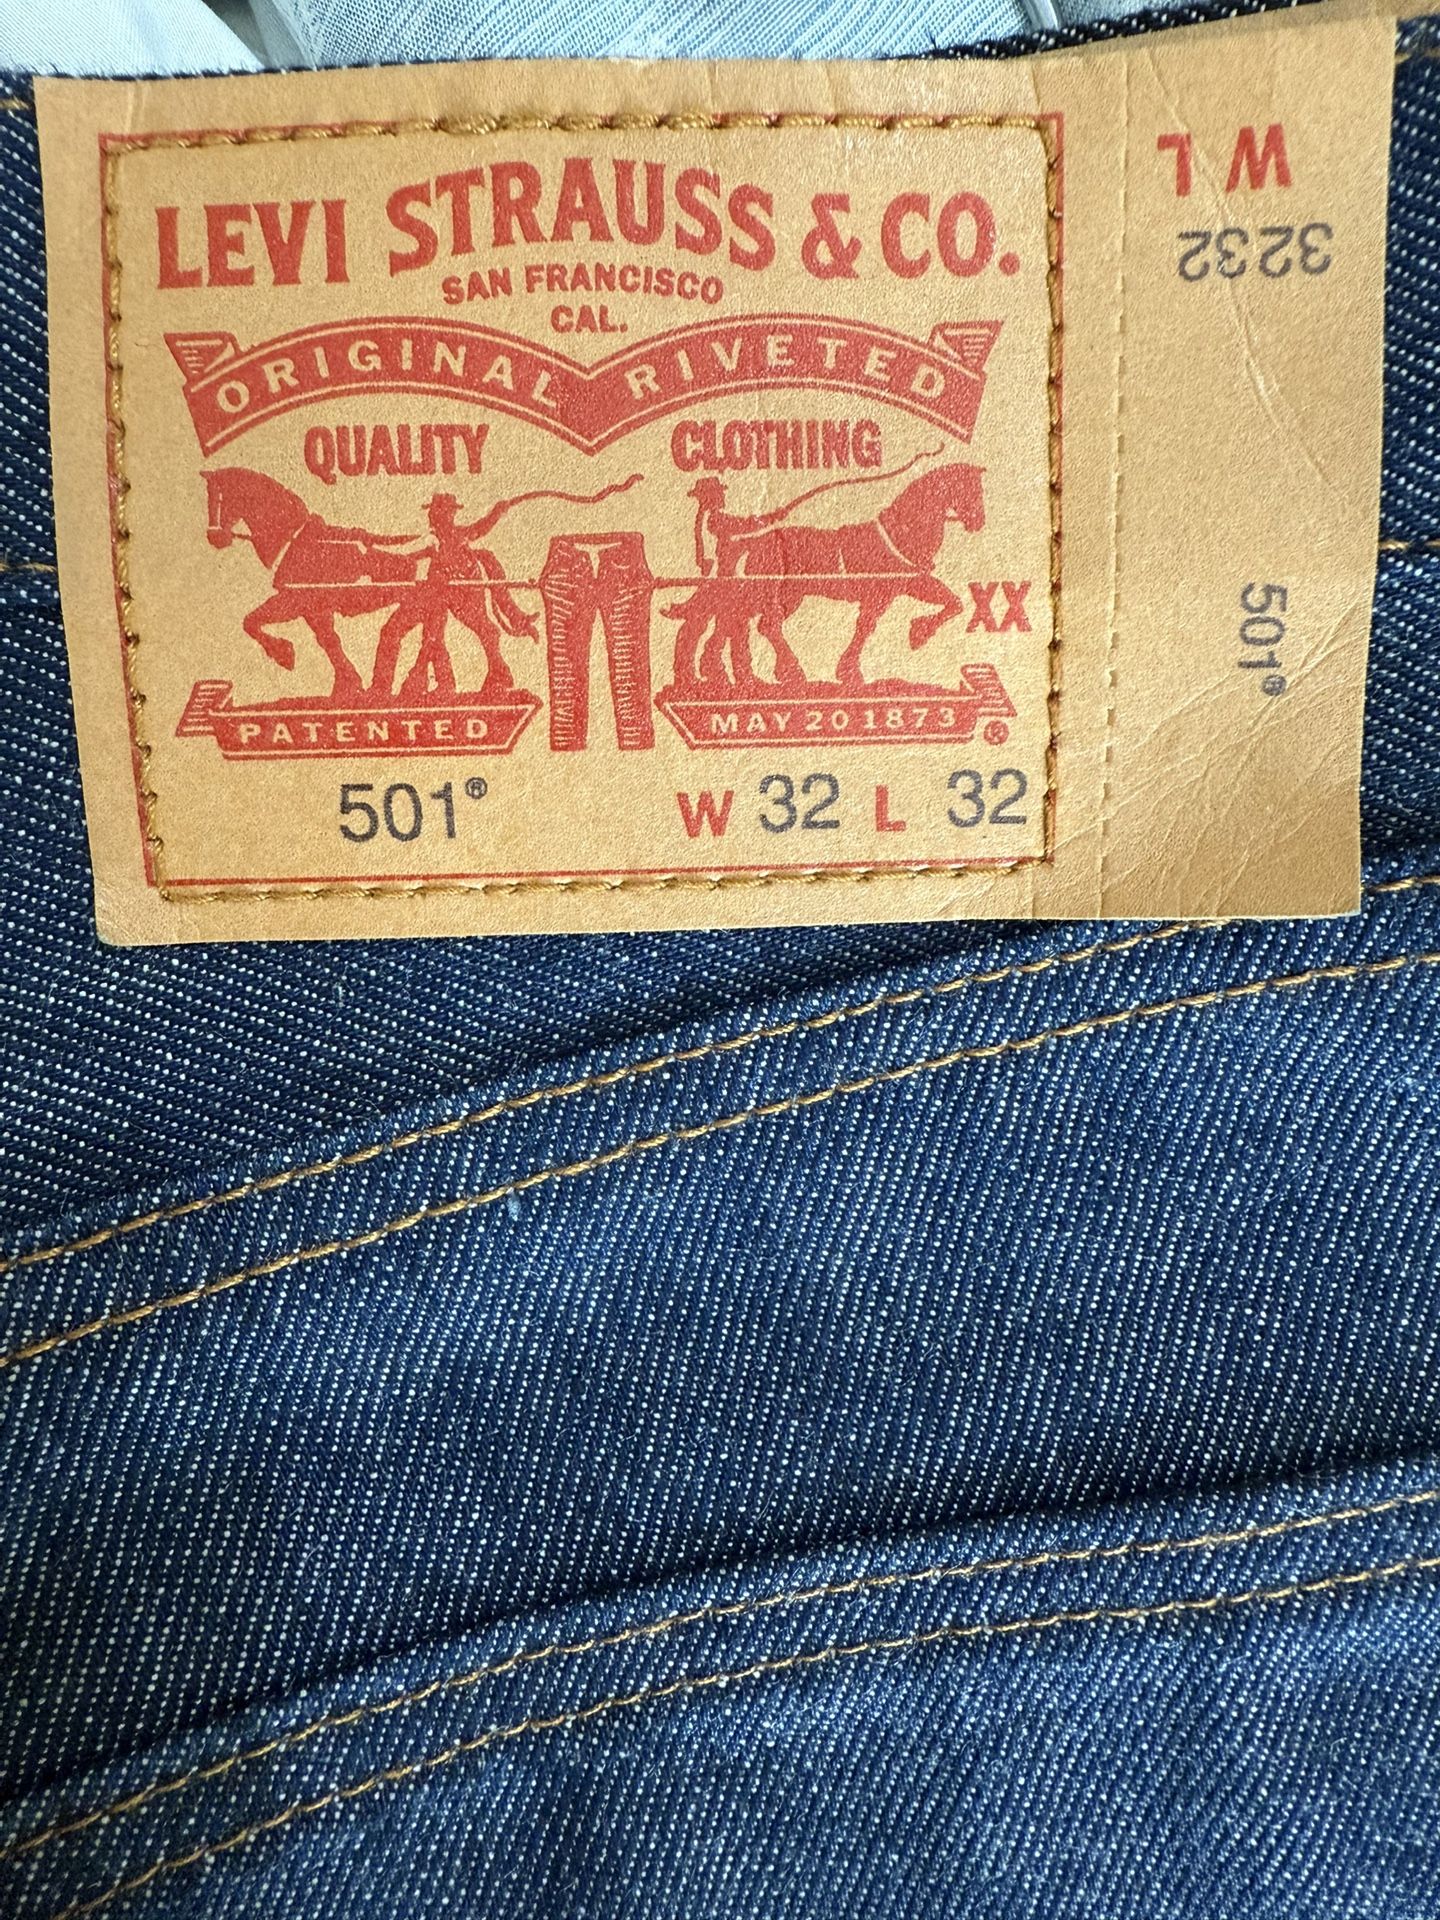 LEVI STRAUSS & CO.
SAN FRANCISCO
CAL.
ORIGINAL RIVETED
QUALITY CLOTHING
XX
PATENTED MAY 20 1873 ®
501® W 32 L 32
W L
3232
501®